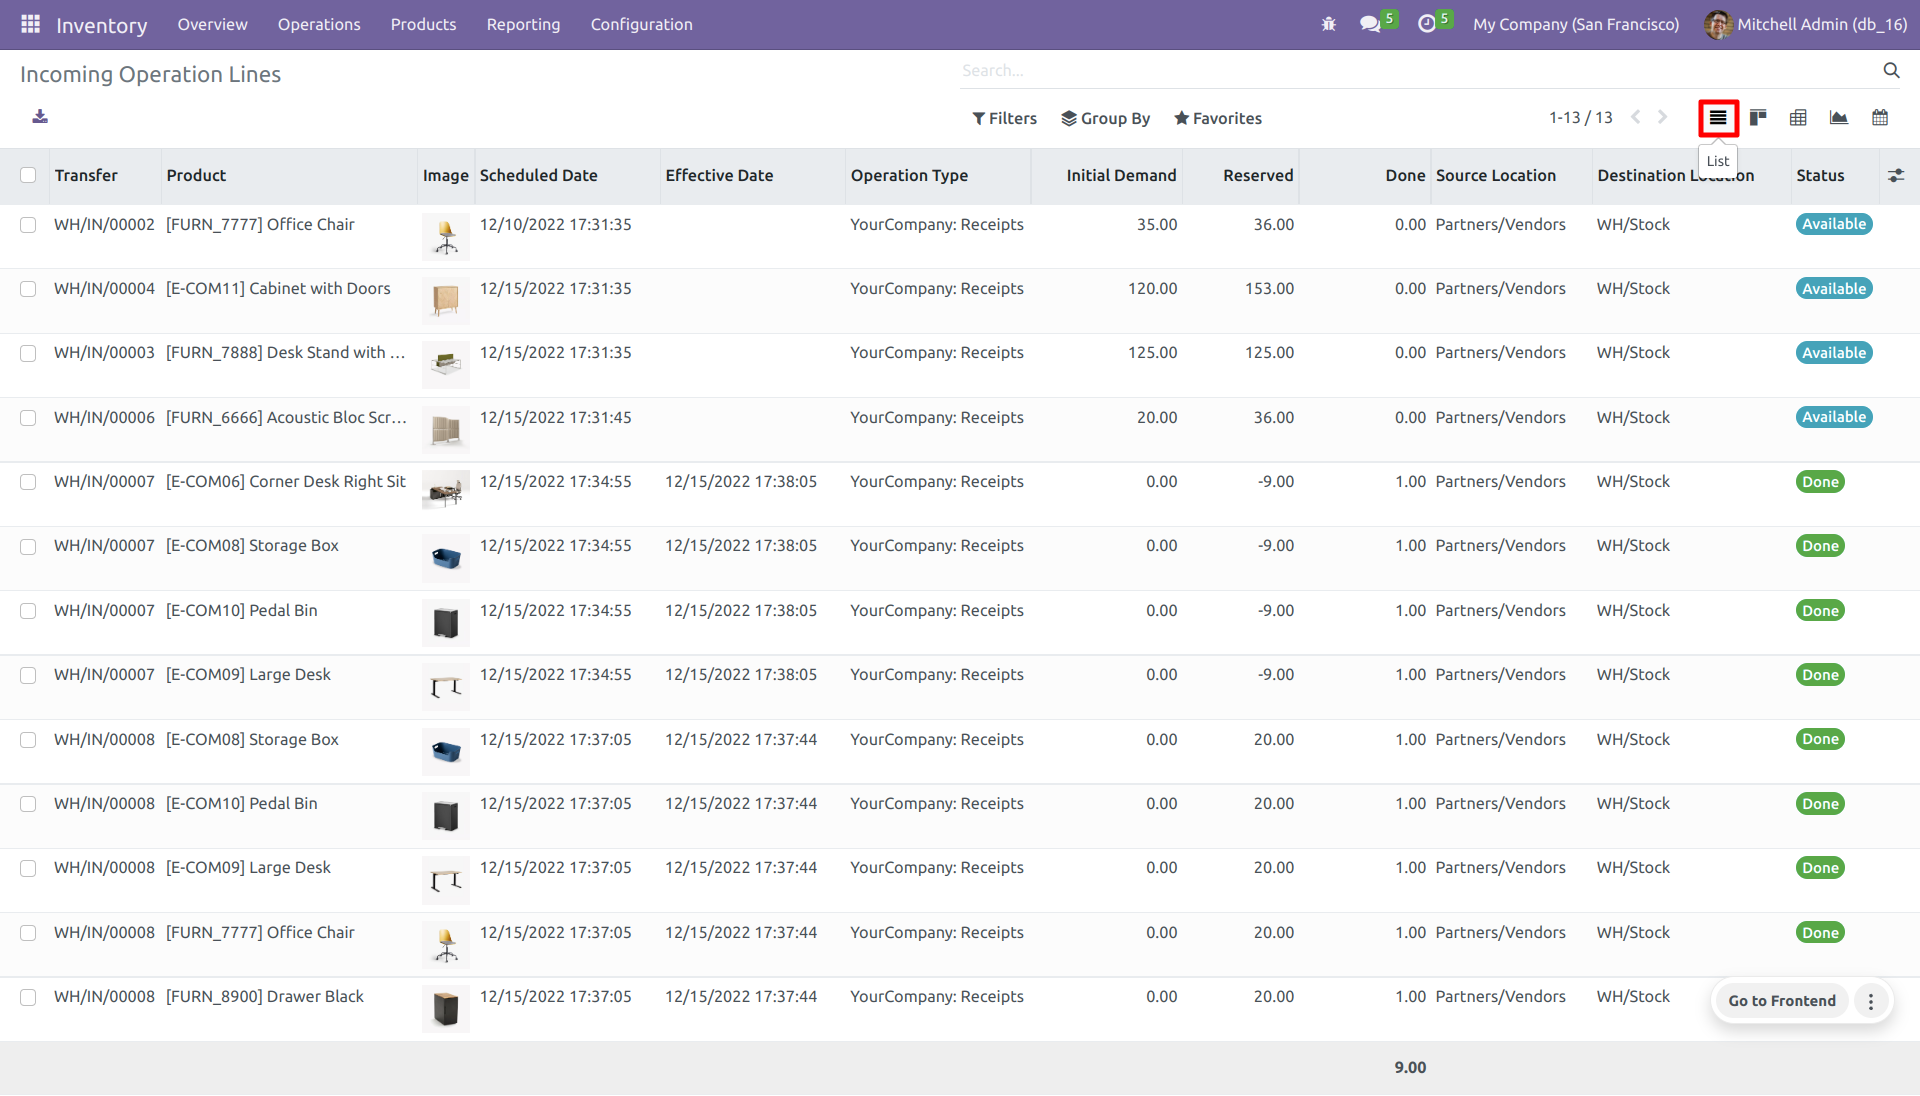 Inventory Overview Operations Products Reporting Configuration 5 5 My Company (San Francisco) Mitchell Admin (db_16)
Incoming Operation Lines Search...
Filters Group By Favorites 1-13 / 13
List
Transfer Product Image Scheduled Date Effective Date Operation Type Initial Demand Reserved Done Source Location Destination Location Status
WH/IN/00002 [FURN_7777] Office Chair 12/10/2022 17:31:35 YourCompany: Receipts 35.00 36.00 0.00 Partners/Vendors WH/Stock Available
WH/IN/00004 [E-COM11] Cabinet with Doors 12/15/2022 17:31:35 YourCompany: Receipts 120.00 153.00 0.00 Partners/Vendors WH/Stock Available
WH/IN/00003 [FURN_7888] Desk Stand with ... 12/15/2022 17:31:35 YourCompany: Receipts 125.00 125.00 0.00 Partners/Vendors WH/Stock Available
WH/IN/00006 [FURN_6666] Acoustic Bloc Scr... 12/15/2022 17:31:45 YourCompany: Receipts 20.00 36.00 0.00 Partners/Vendors WH/Stock Available
WH/IN/00007 [E-COM06] Corner Desk Right Sit 12/15/2022 17:34:55 12/15/2022 17:38:05 YourCompany: Receipts 0.00 -9.00 1.00 Partners/Vendors WH/Stock Done
WH/IN/00007 [E-COM08] Storage Box 12/15/2022 17:34:55 12/15/2022 17:38:05 YourCompany: Receipts 0.00 -9.00 1.00 Partners/Vendors WH/Stock Done
WH/IN/00007 [E-COM10] Pedal Bin 12/15/2022 17:34:55 12/15/2022 17:38:05 YourCompany: Receipts 0.00 -9.00 1.00 Partners/Vendors WH/Stock Done
WH/IN/00007 [E-COM09] Large Desk 12/15/2022 17:34:55 12/15/2022 17:38:05 YourCompany: Receipts 0.00 -9.00 1.00 Partners/Vendors WH/Stock Done
WH/IN/00008 [E-COM08] Storage Box 12/15/2022 17:37:05 12/15/2022 17:37:44 YourCompany: Receipts 0.00 20.00 1.00 Partners/Vendors WH/Stock Done
WH/IN/00008 [E-COM10] Pedal Bin 12/15/2022 17:37:05 12/15/2022 17:37:44 YourCompany: Receipts 0.00 20.00 1.00 Partners/Vendors WH/Stock Done
WH/IN/00008 [E-COM09] Large Desk 12/15/2022 17:37:05 12/15/2022 17:37:44 YourCompany: Receipts 0.00 20.00 1.00 Partners/Vendors WH/Stock Done
WH/IN/00008 [FURN_7777] Office Chair 12/15/2022 17:37:05 12/15/2022 17:37:44 YourCompany: Receipts 0.00 20.00 1.00 Partners/Vendors WH/Stock Done
WH/IN/00008 [FURN_8900] Drawer Black 12/15/2022 17:37:05 12/15/2022 17:37:44 YourCompany: Receipts 0.00 20.00 1.00 Partners/Vendors WH/Stock Go to Frontend
9.00